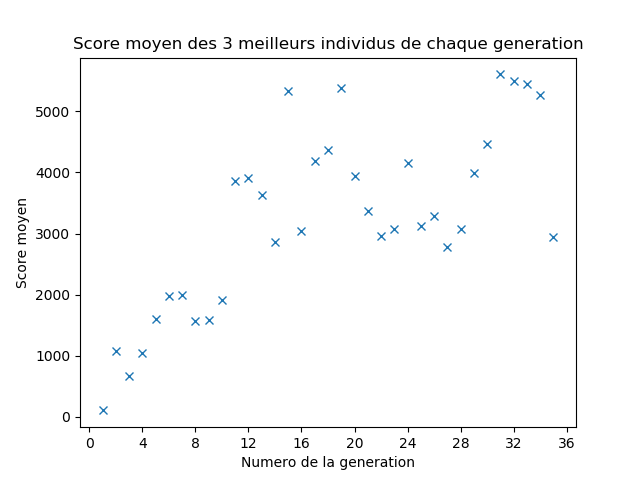 Score moyen des 3 meilleurs individus de chaque generation
Score moyen
5000
4000
3000
2000
1000
0
0 4 8 12 16 20 24 28 32 36
Numero de la generation